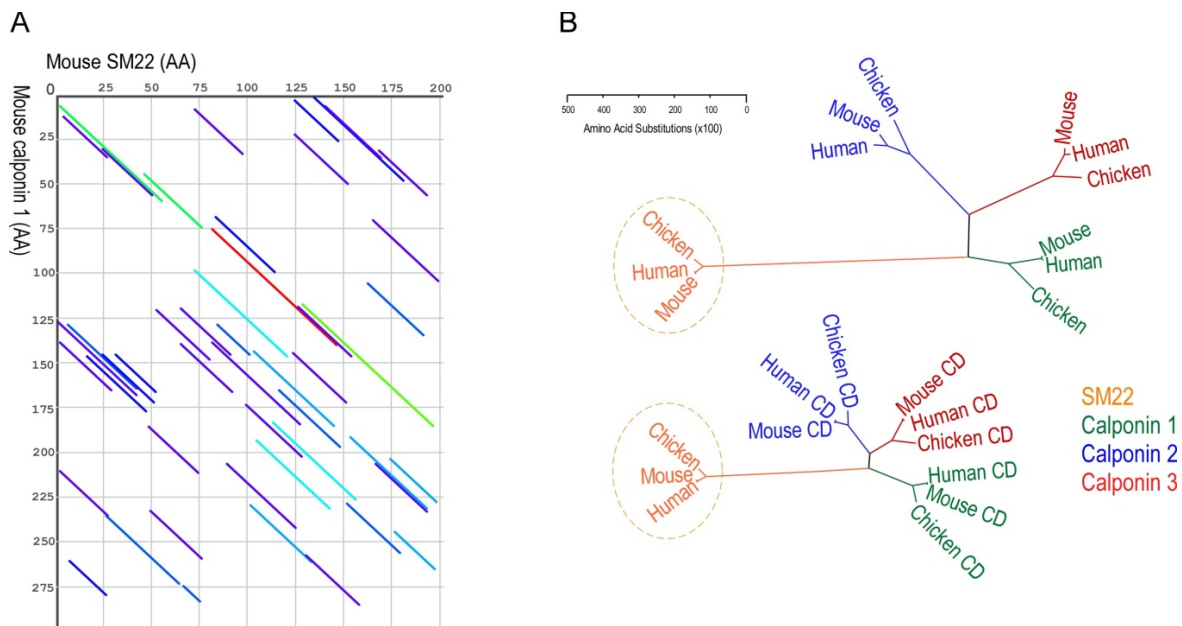 A
Mouse SM22 (AA)
0 25 50 75 100 125 150 175 200
Mouse calponin 1 (AA)
25
50
75
100
125
150
175
200
225
250
275
B
500 400 300 200 100 0
Amino Acid Substitutions (x100)
Chicken
Mouse
Human
Mouse
Human
Chicken
Chicken
Human
Mouse
Mouse
Human
Chicken
Chicken CD
Human CD
Mouse CD
Mouse CD
Human CD
Chicken CD
Chicken
Mouse
Human
Human CD
Mouse CD
Chicken CD
SM22
Calponin 1
Calponin 2
Calponin 3